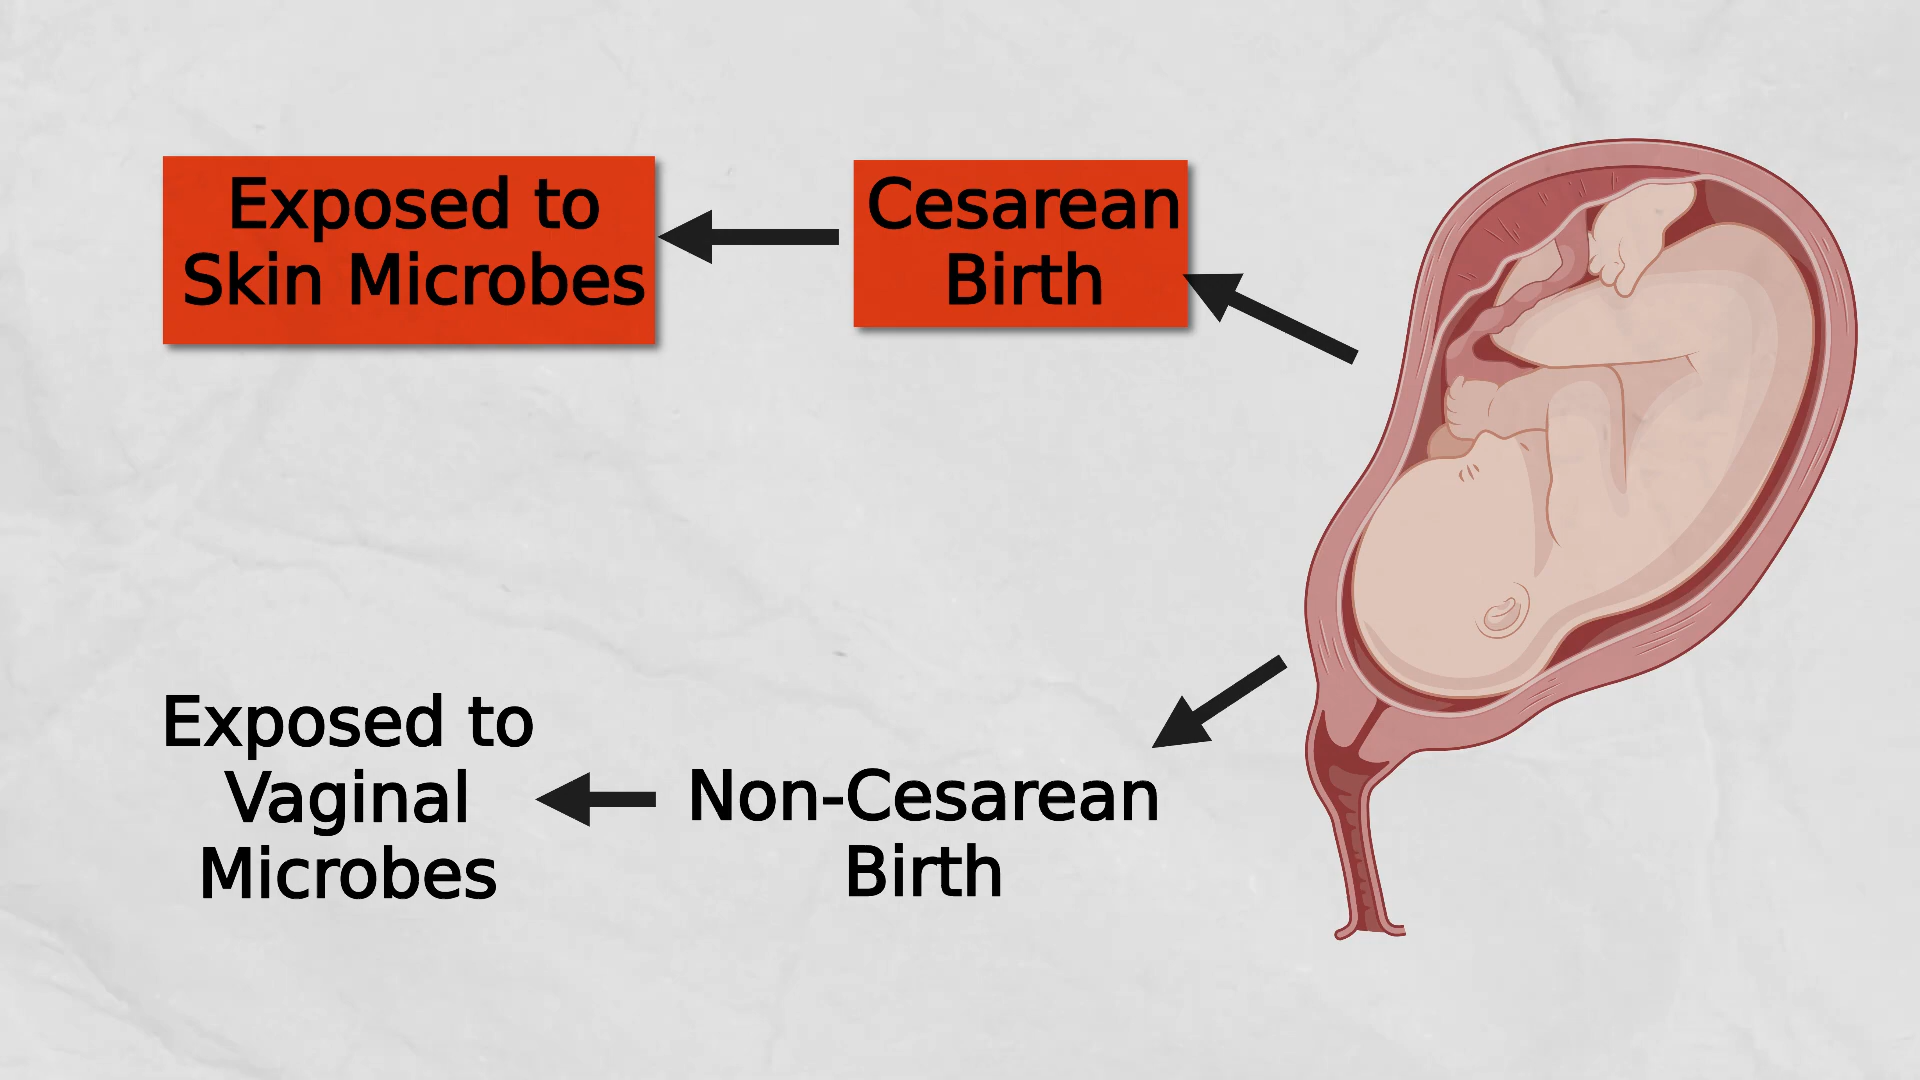 Exposed to
Skin Microbes
Cesarean
Birth
Exposed to
Vaginal
Microbes
Non-Cesarean
Birth